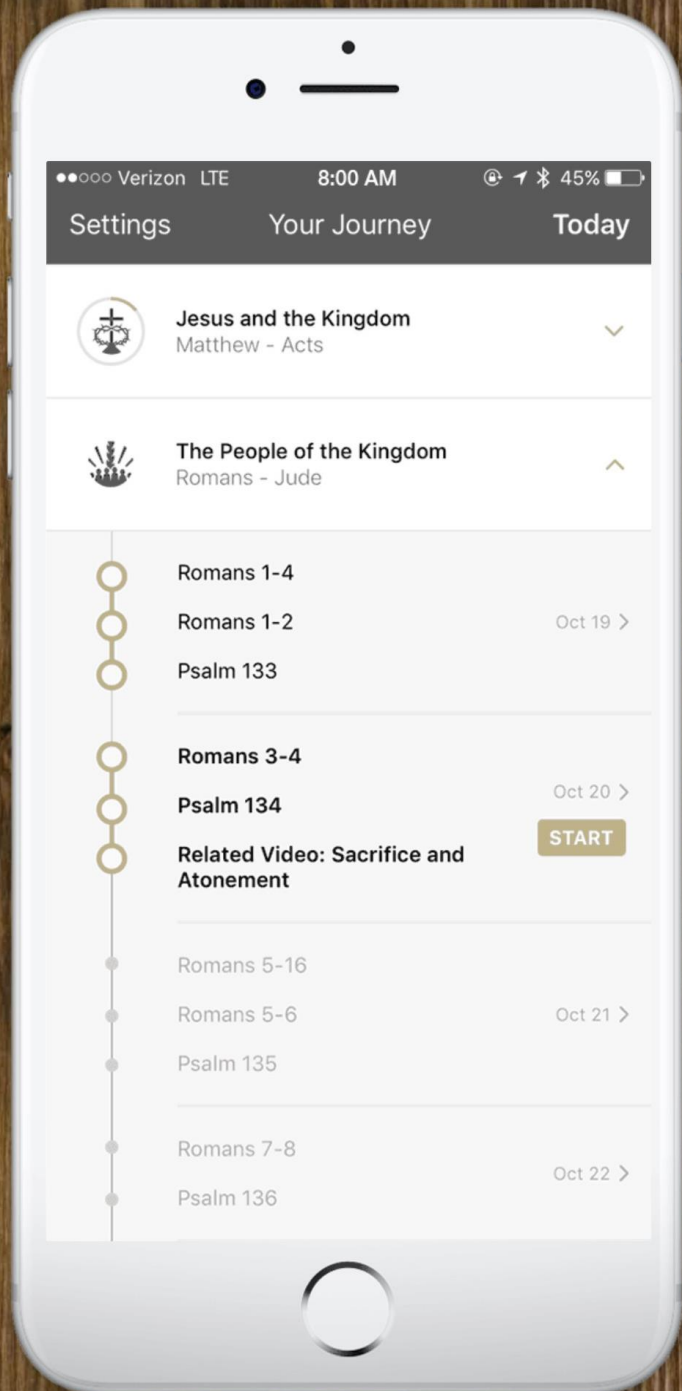 Verizon LTE 8:00 AM 45%
Settings Your Journey Today
Jesus and the Kingdom
Matthew - Acts
The People of the Kingdom
Romans - Jude
Romans 1-4
Romans 1-2
Oct 19 >
Psalm 133
Romans 3-4
Oct 20 >
Psalm 134
START
Related Video: Sacrifice and
Atonement
Romans 5-16
Romans 5-6
Oct 21 >
Psalm 135
Romans 7-8
Oct 22 >
Psalm 136